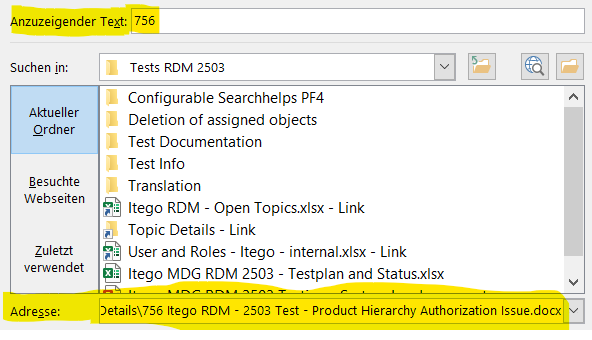 Anzuzeigender Text: 756
Suchen in: Tests RDM 2503
Aktueller
Ordner
Besuchte
Webseiten
Zuletzt
verwendet
Configurable Searchhelps PF4
Deletion of assigned objects
Test Documentation
Test Info
Translation
Itego RDM - Open Topics.xlsx - Link
Topic Details - Link
User and Roles - Itego - internal.xlsx - Link
Itego MDG RDM 2503 - Testplan and Status.xlsx
Adresse: Details\756 Itego RDM - 2503 Test - Product Hierarchy Authorization Issue.docx